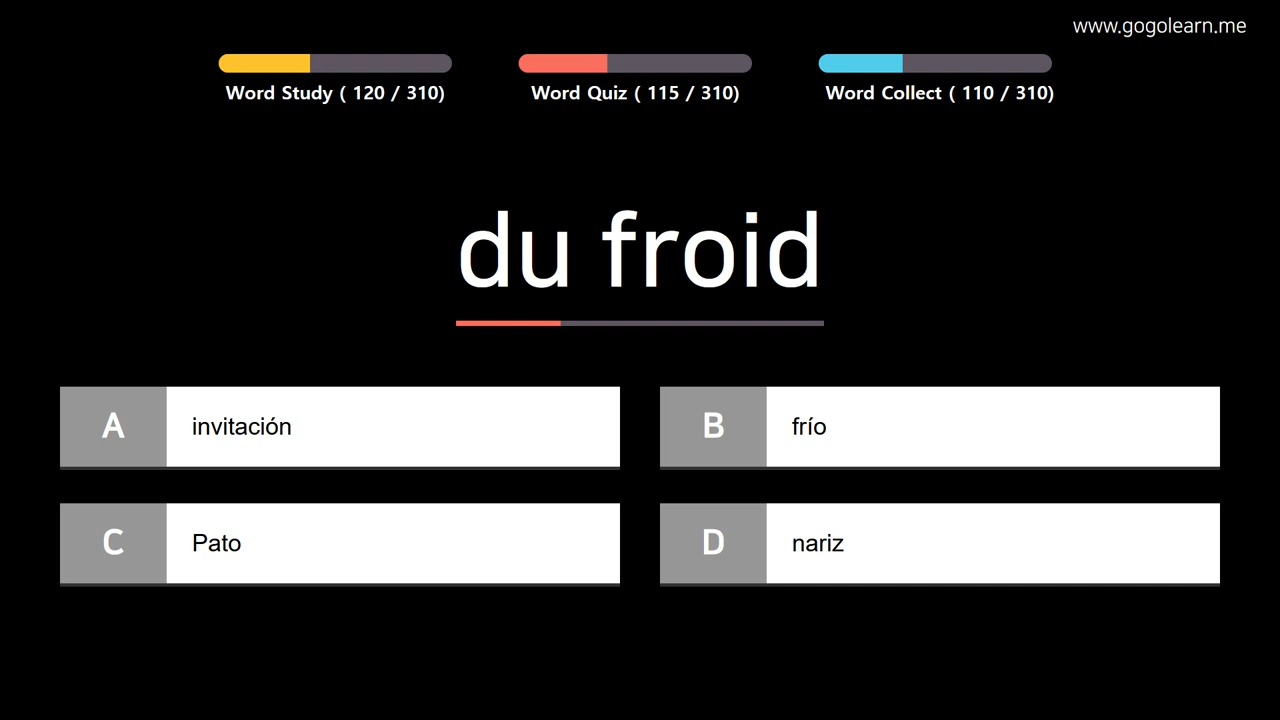 www.gogolearn.me
Word Study ( 120 / 310)
Word Quiz ( 115 / 310)
Word Collect ( 110 / 310)
du froid
A invitación
B frío
C Pato
D nariz